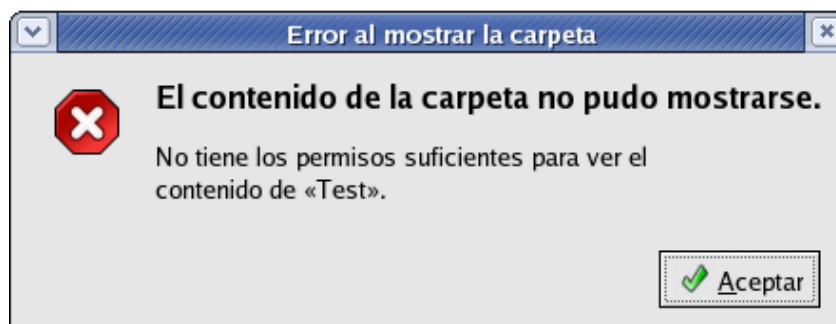 Error al mostrar la carpeta
El contenido de la carpeta no pudo mostrarse.
No tiene los permisos suficientes para ver el
contenido de «Test».
Aceptar